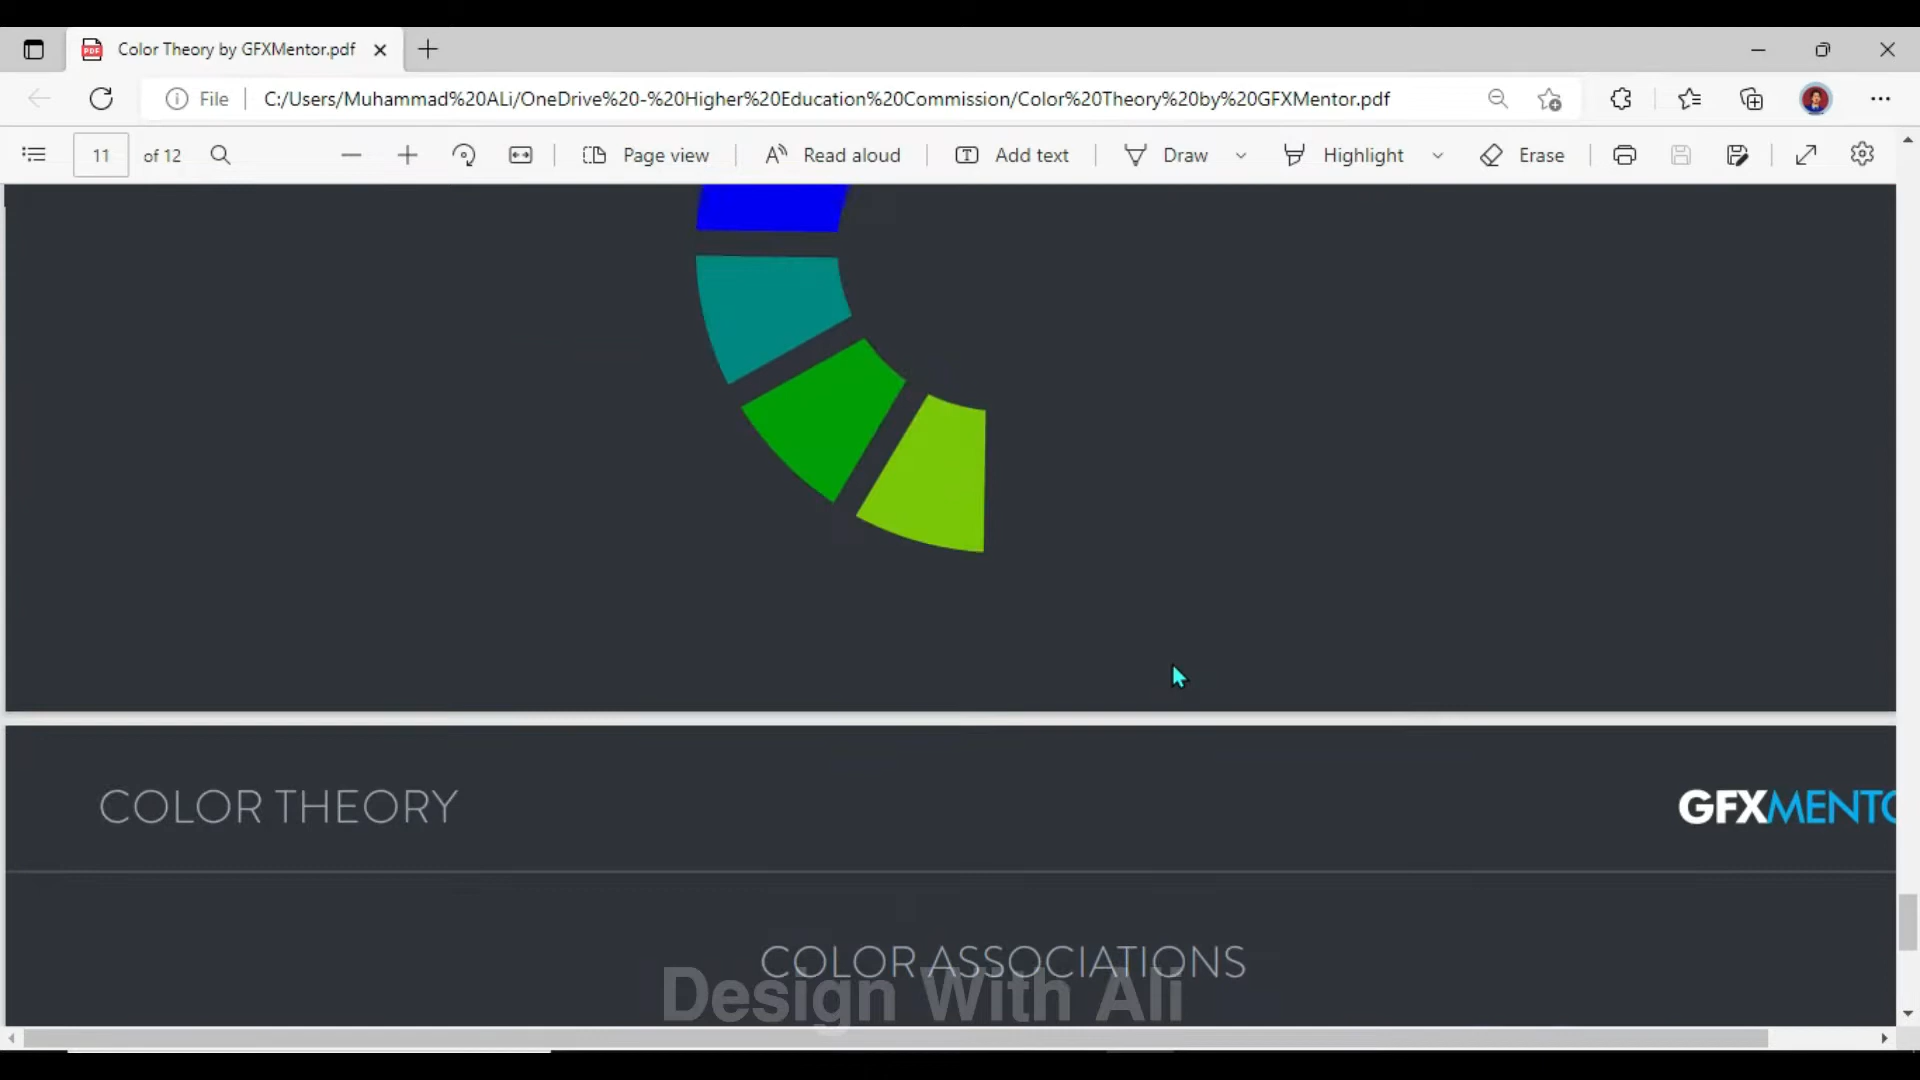 Color Theory by GFXMentor.pdf
File
C:/Users/Muhammad%20ALi/OneDrive%20-%20Higher%20Education%20Commission/Color%20Theory%20by%20GFXMentor.pdf
11 of 12
Page view
Read aloud
Add text
Draw
Highlight
Erase
COLOR THEORY
GFXMENTO
COLOR ASSOCIATIONS
Design With Ali